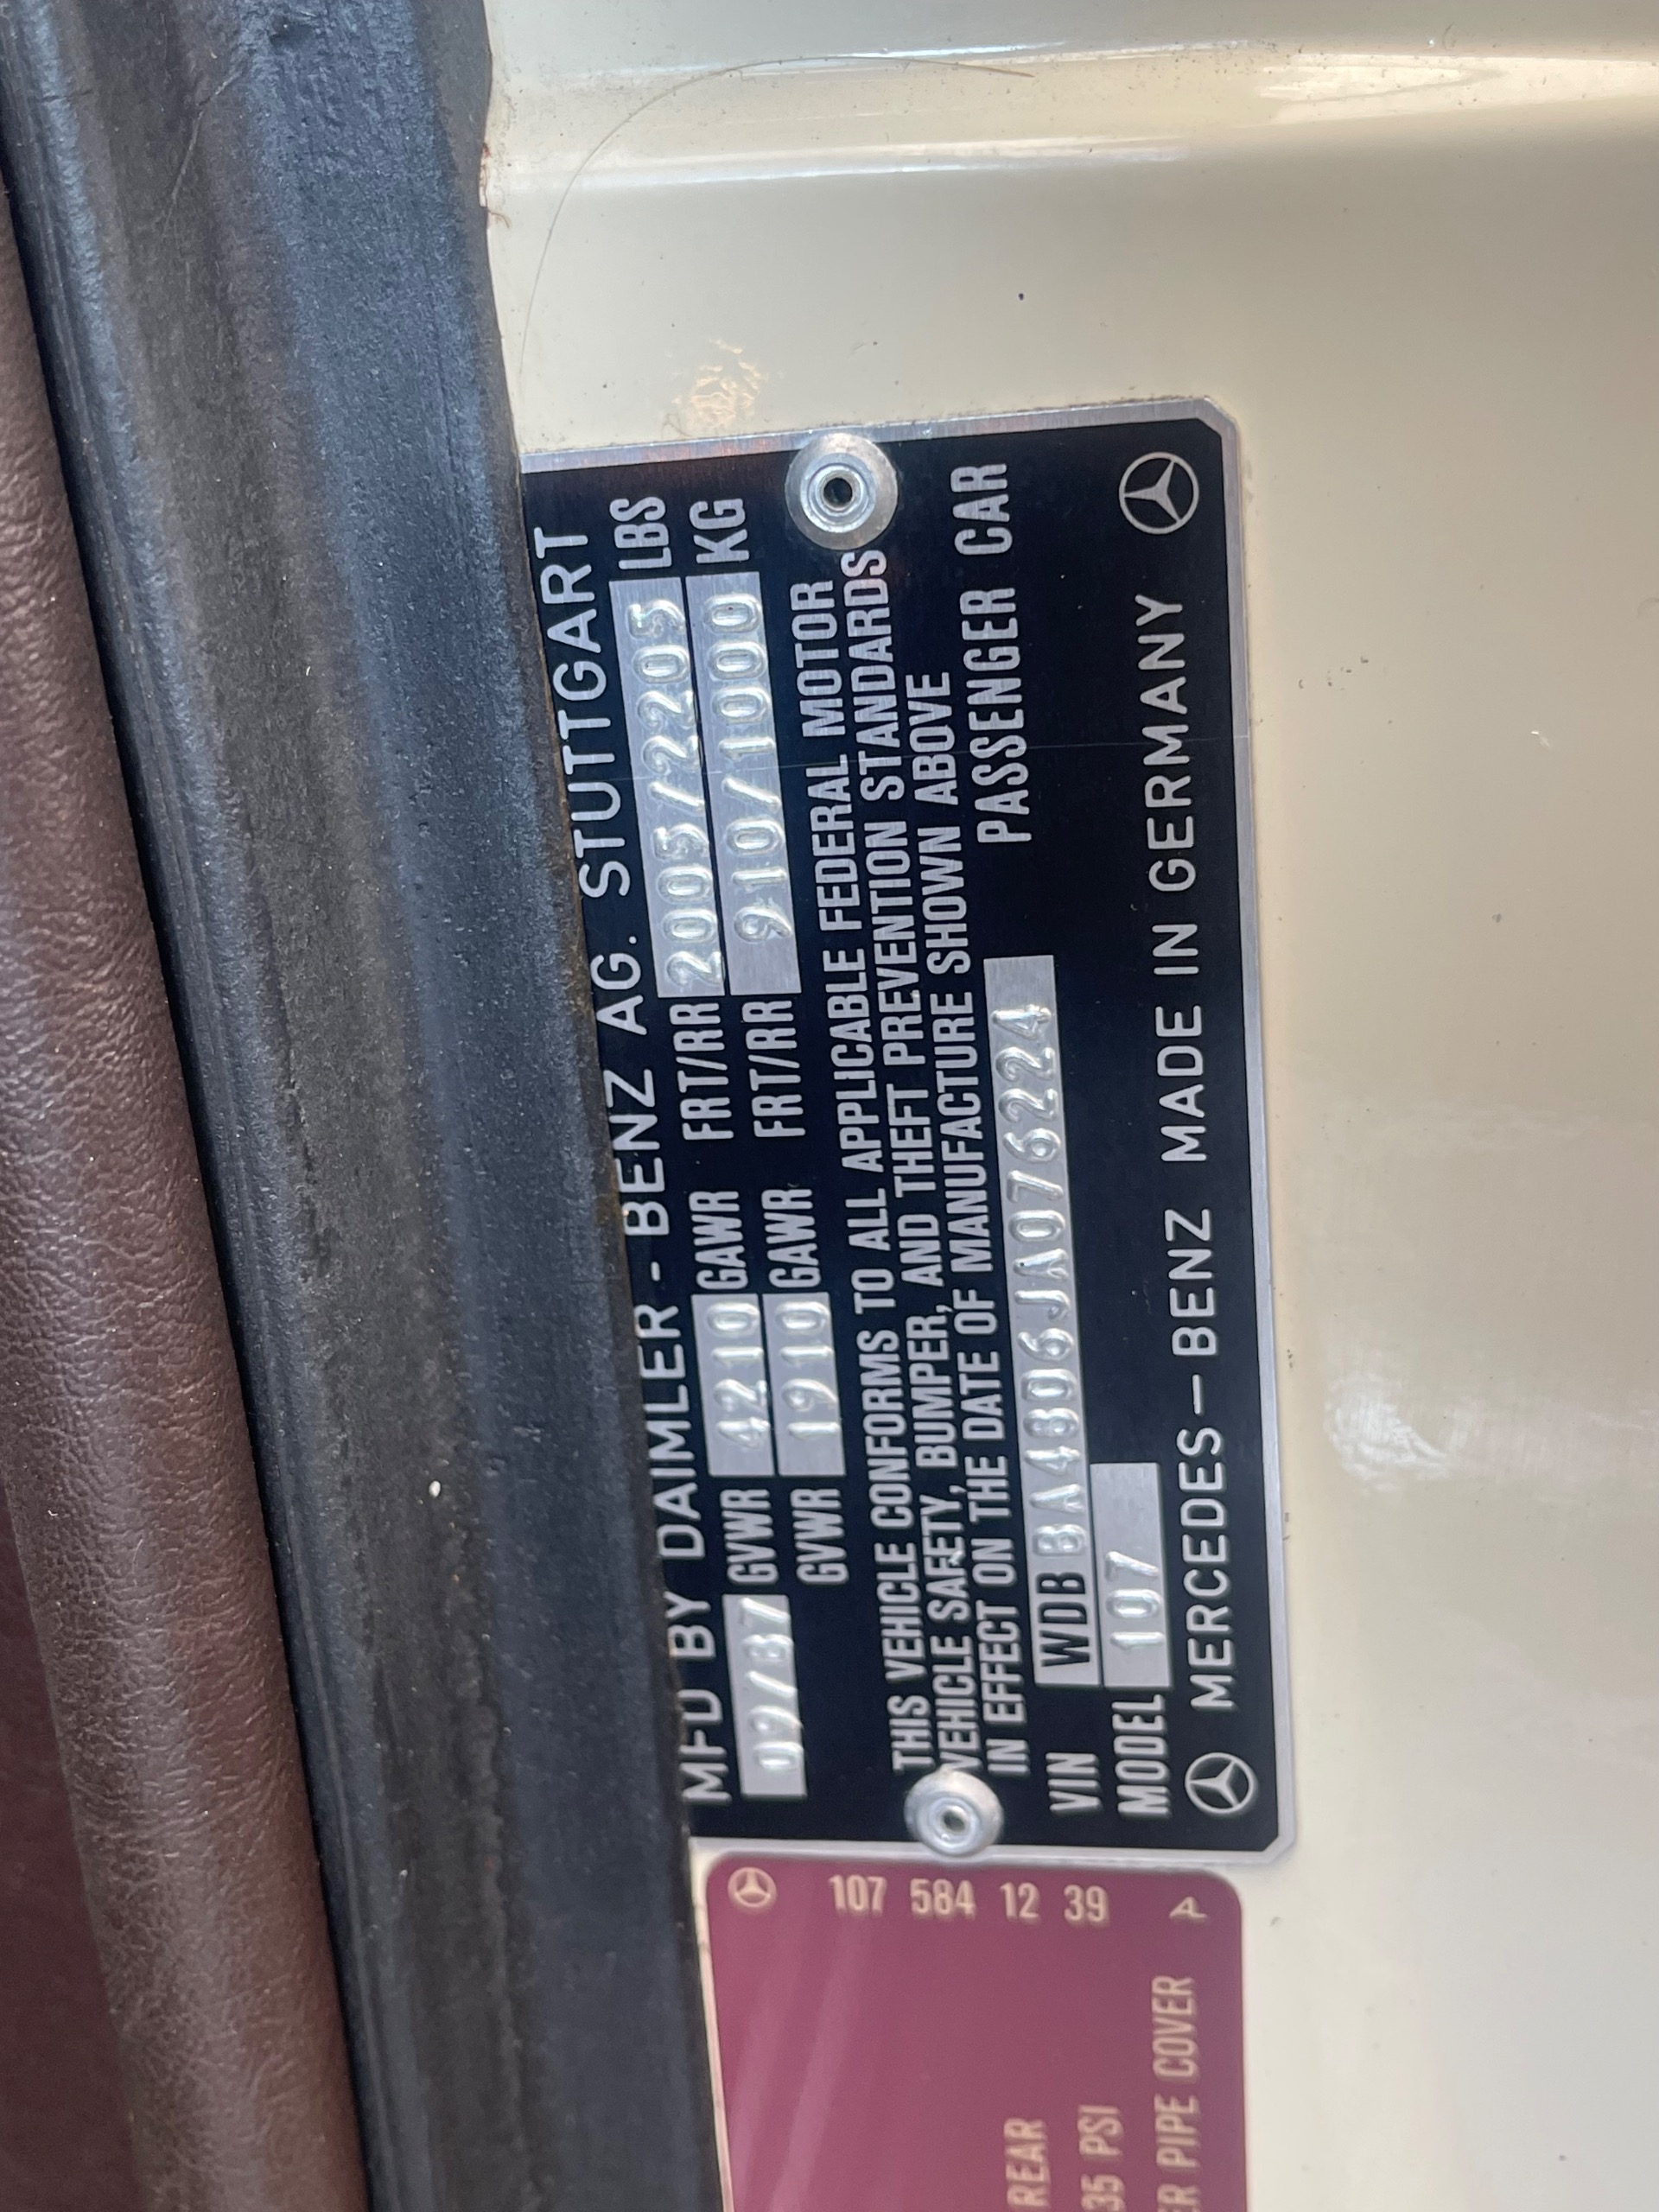 MFD BY DAIMLER-BENZ AG. STUTTGART
09/87 GVWR 4210 GAWR FRT/RR 2005/2205 LBS
GVWR 1910 GAWR FRT/RR 910/1000 KG
THIS VEHICLE CONFORMS TO ALL APPLICABLE FEDERAL MOTOR
VEHICLE SAFETY, BUMPER, AND THEFT PREVENTION STANDARDS
IN EFFECT ON THE DATE OF MANUFACTURE SHOWN ABOVE
VIN WDB BA48D6JA076224 PASSENGER CAR
MODEL 107
MERCEDES-BENZ MADE IN GERMANY
107 584 12 39 A
REAR
35 PSI
PIPE COVER